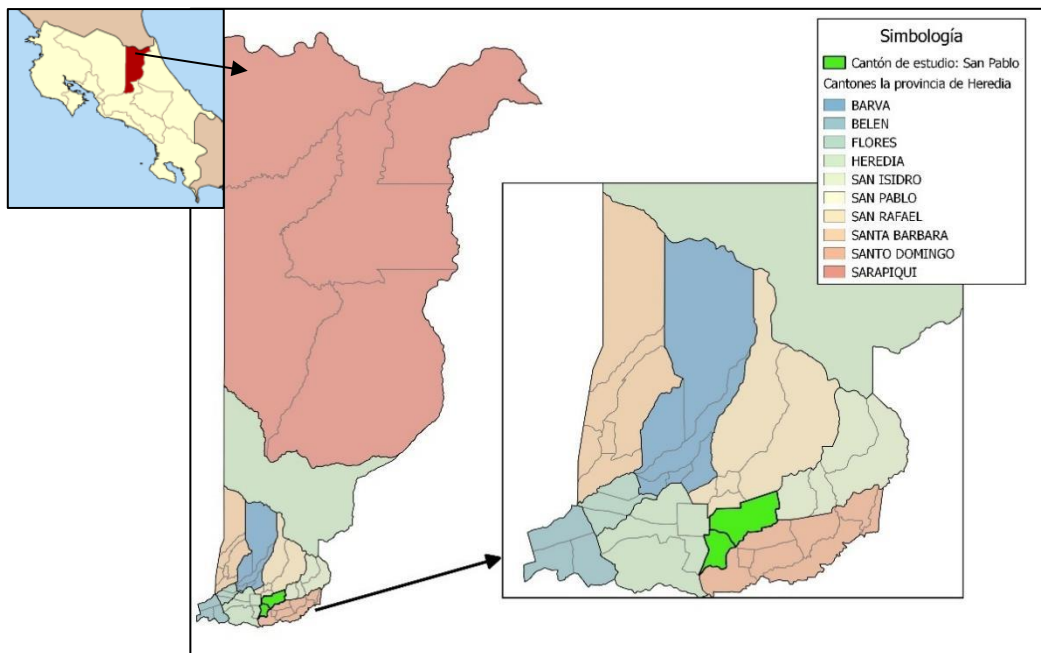 Simbología
Cantón de estudio: San Pablo
Cantones la provincia de Heredia
BARVA
BELEN
FLORES
HEREDIA
SAN ISIDRO
SAN PABLO
SAN RAFAEL
SANTA BARBARA
SANTO DOMINGO
SARAPIQUI